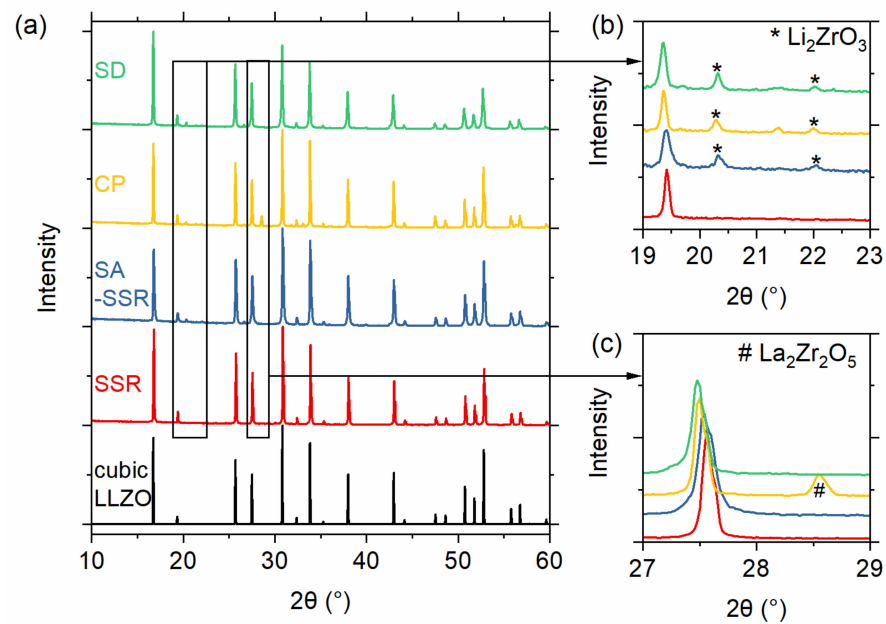 (a)
SD
CP
SA
-SSR
SSR
cubic
LLZO
Intensity
10 20 30 40 50 60
2θ (°)
(b)
* Li₂ZrO₃
* *
* *
* *
Intensity
19 20 21 22 23
2θ (°)
(c)
# La₂Zr₂O₅
#
Intensity
27 28 29
2θ (°)